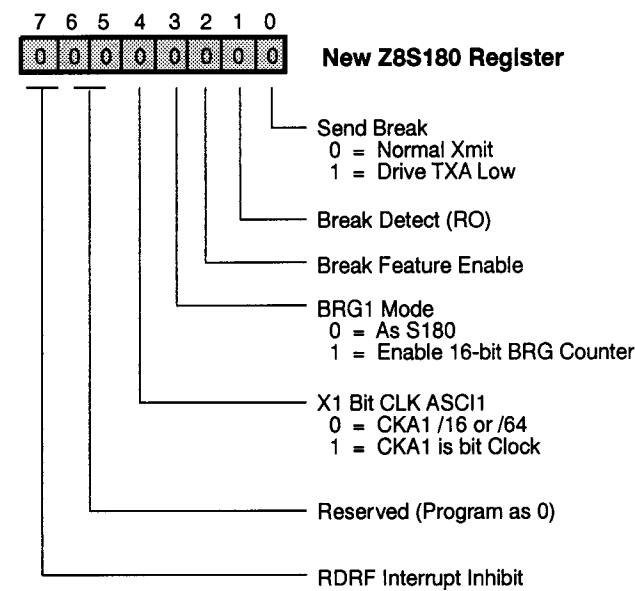 7 6 5 4 3 2 1 0
0 0 0 0 0 0 0 0 New Z8S180 Register
Send Break
0 = Normal Xmit
1 = Drive TXA Low
Break Detect (RO)
Break Feature Enable
BRG1 Mode
0 = As S180
1 = Enable 16-bit BRG Counter
X1 Bit CLK ASCI1
0 = CKA1 /16 or /64
1 = CKA1 is bit Clock
Reserved (Program as 0)
RDRF Interrupt Inhibit